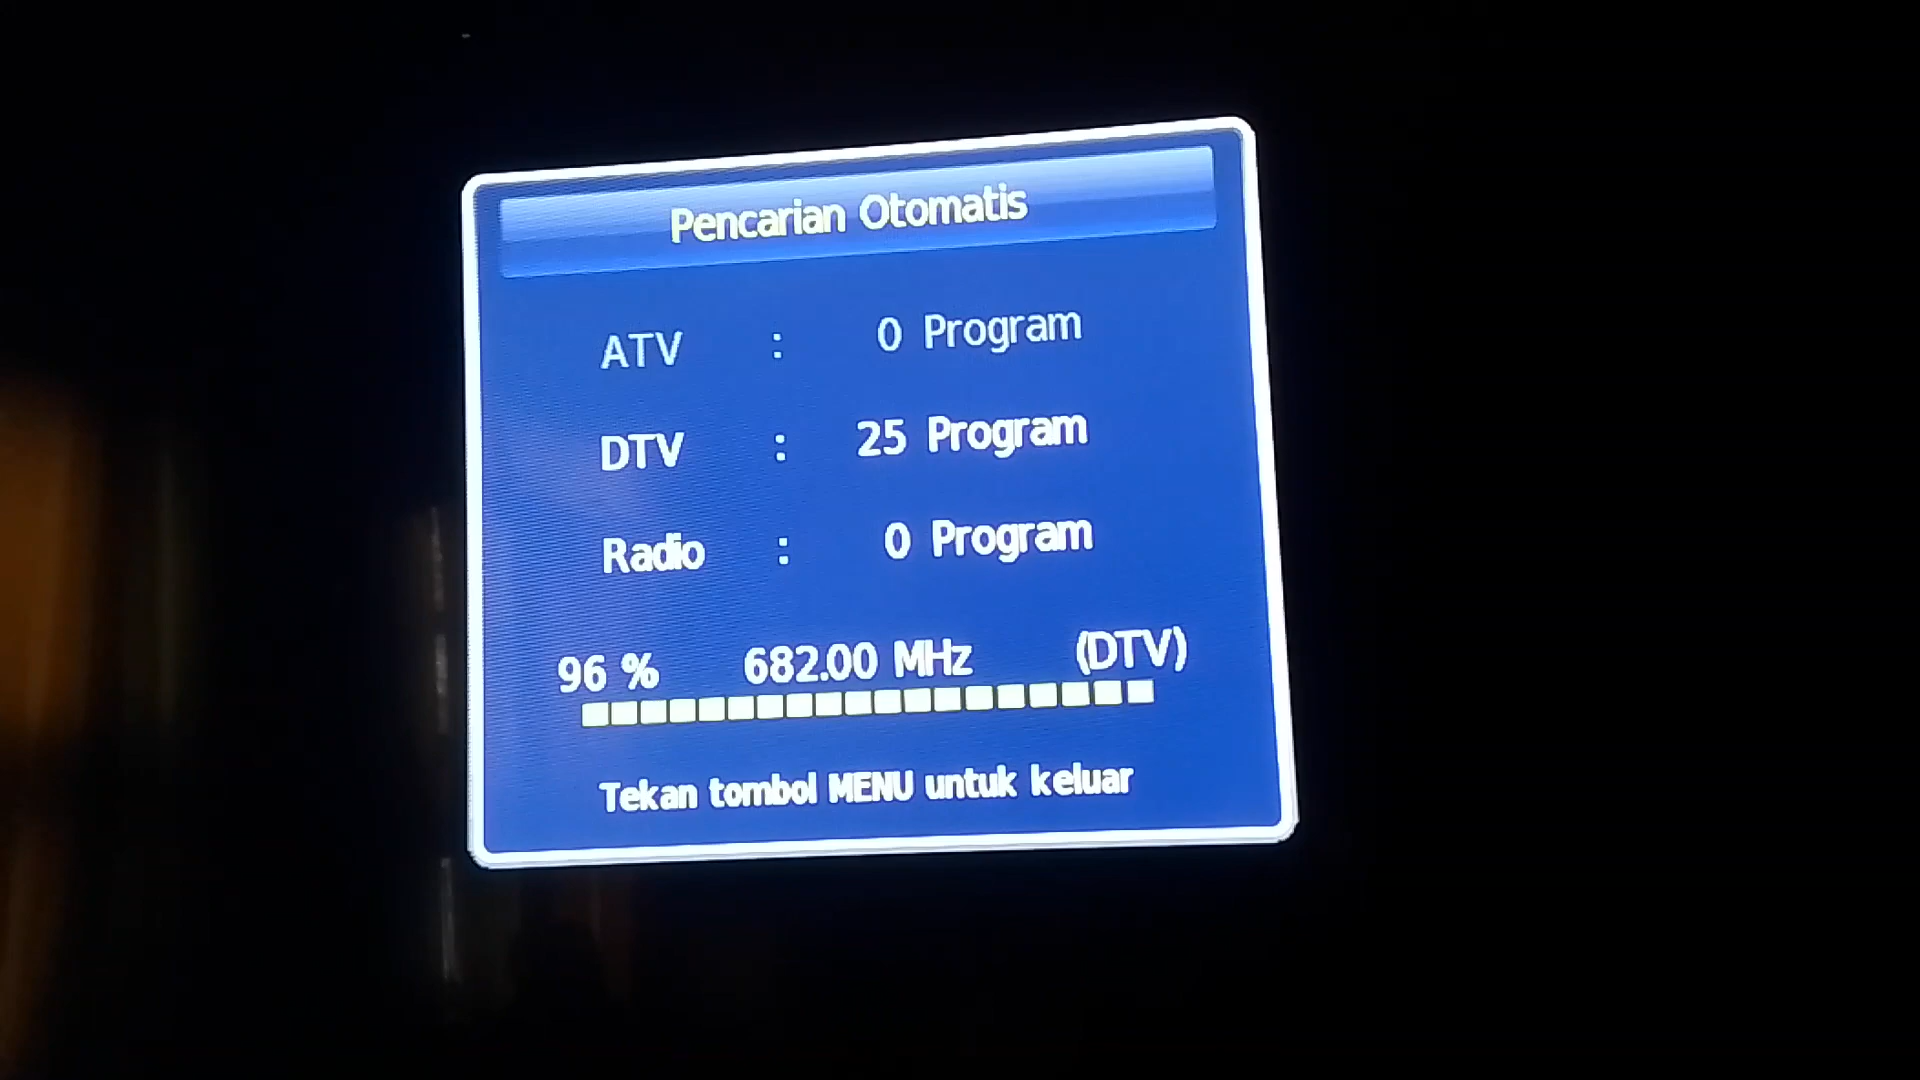 Pencarian Otomatis
ATV : 0 Program
DTV : 25 Program
Radio : 0 Program
96 % 682.00 MHz (DTV)
Tekan tombol MENU untuk keluar